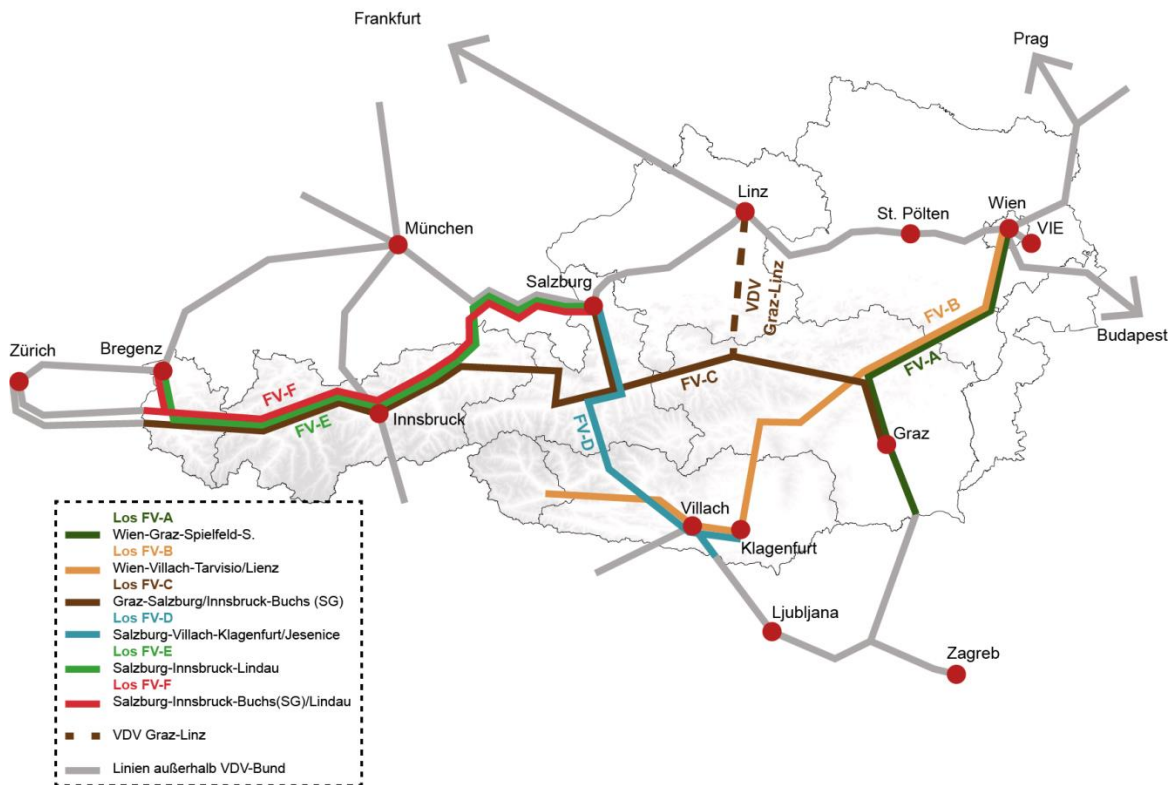 Frankfurt
Prag
Linz
Wien
St. Pölten
VIE
München
VDV
Graz-Linz
Salzburg
FV-B
Budapest
Zürich
Bregenz
FV-A
FV-C
FV-F
FV-E
Innsbruck
FV-D
Graz
Villach
Klagenfurt
Ljubljana
Zagreb
Los FV-A
Wien-Graz-Spielfeld-S.
Los FV-B
Wien-Villach-Tarvisio/Lienz
Los FV-C
Graz-Salzburg/Innsbruck-Buchs (SG)
Los FV-D
Salzburg-Villach-Klagenfurt/Jesenice
Los FV-E
Salzburg-Innsbruck-Lindau
Los FV-F
Salzburg-Innsbruck-Buchs(SG)/Lindau
VDV Graz-Linz
Linien außerhalb VDV-Bund